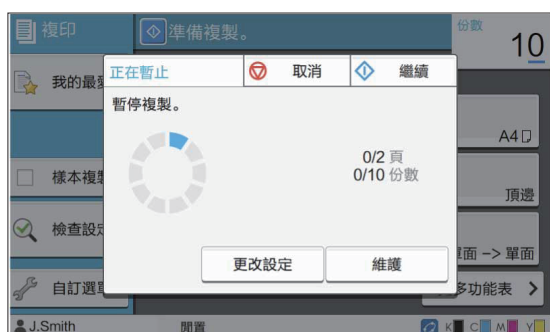 複印
準備複製。
份數
10
我的最
正在暫止
取消
繼續
暫停複製。
A4
0/2 頁
0/10 份數
樣本複
頂邊
檢查設
單面 -> 單面
更改設定
維護
自訂選
多功能表
J.Smith
閒置
K C M Y